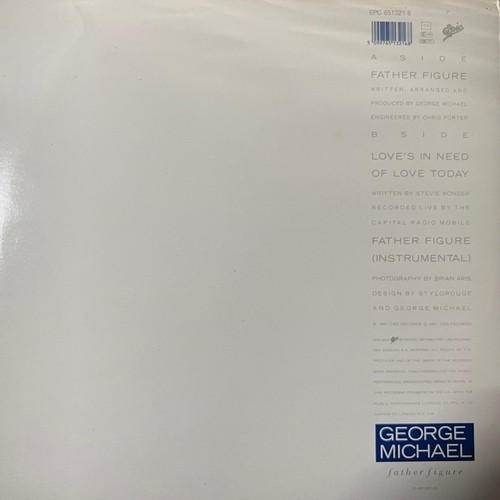 EPC 651321 6
Epic
A SIDE
FATHER FIGURE
WRITTEN, ARRANGED AND
PRODUCED BY GEORGE MICHAEL
ENGINEERED BY CHRIS PORTER
B SIDE
LOVE'S IN NEED
OF LOVE TODAY
WRITTEN BY STEVIE WONDER
RECORDED LIVE BY THE
CAPITAL RADIO MOBILE
FATHER FIGURE
(INSTRUMENTAL)
PHOTOGRAPHY BY BRIAN ARIS
DESIGN BY STYLOROUGE
AND GEORGE MICHAEL
GEORGE
MICHAEL
father figure